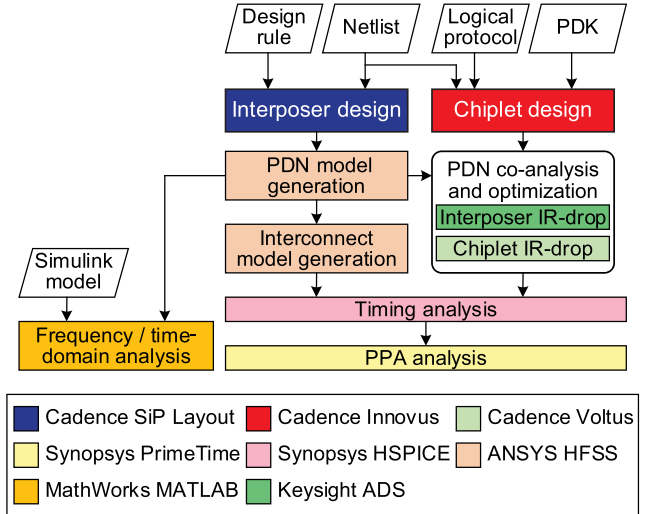 Design
rule
Netlist
Logical
protocol
PDK
Interposer design
Chiplet design
PDN model
generation
PDN co-analysis
and optimization
Interposer IR-drop
Chiplet IR-drop
Interconnect
model generation
Simulink
model
Timing analysis
Frequency / time-
domain analysis
PPA analysis
Cadence SiP Layout
Cadence Innovus
Cadence Voltus
Synopsys PrimeTime
Synopsys HSPICE
ANSYS HFSS
MathWorks MATLAB
Keysight ADS